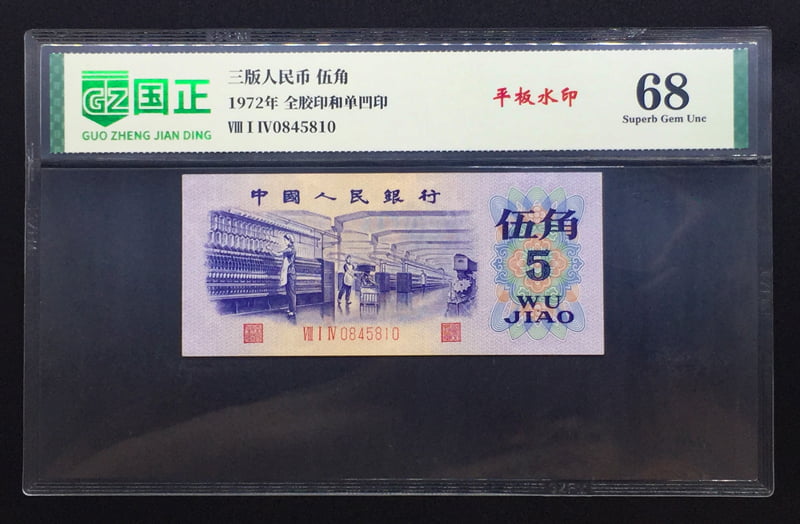 GZ 国正
GUO ZHENG JIAN DING
三版人民币 伍角
1972年 全胶印和单凹印
Ⅷ I Ⅳ0845810
平板水印
68
Superb Gem Unc
中國人民銀行
伍角
5
WU
JIAO
Ⅷ I Ⅳ 0845810